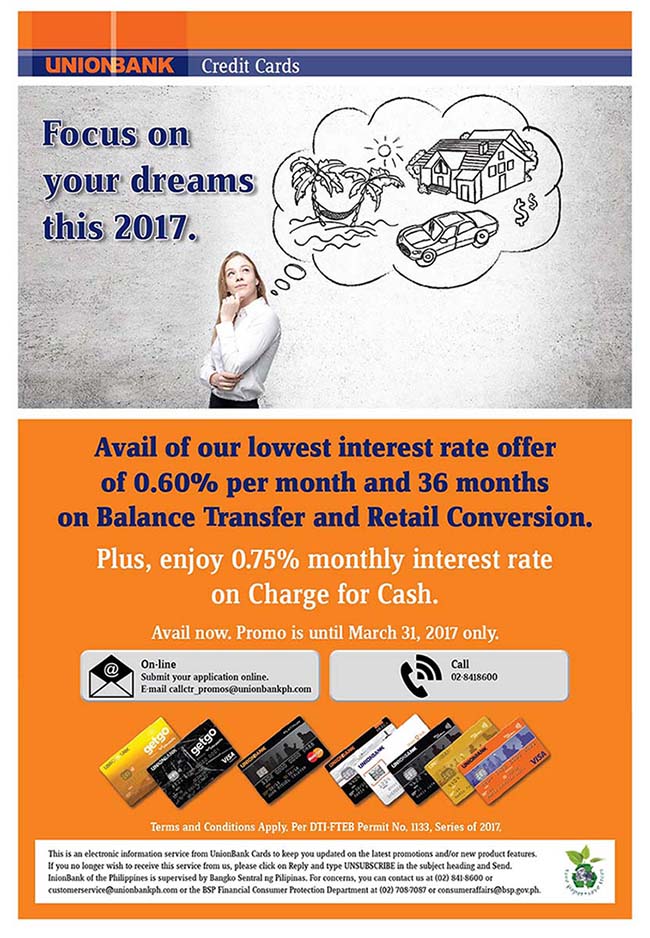 UNIONBANK Credit Cards
Focus on
your dreams
this 2017.
Avail of our lowest interest rate offer
of 0.60% per month and 36 months
on Balance Transfer and Retail Conversion.
Plus, enjoy 0.75% monthly interest rate
on Charge for Cash.
Avail now. Promo is until March 31, 2017 only.
On-line
Submit your application online.
E-mail callctr_promos@unionbankph.com
Call
02-8418600
getgo
UNIONBANK
VISA
getgo
UNIONBANK
VISA
UNIONBANK
MasterCard
UNIONBANK
UNIONBANK
UNIONBANK
UNIONBANK
UNIONBANK
VISA
Terms and Conditions Apply. Per DTI-FTEB Permit No. 1133, Series of 2017.
This is an electronic information service from UnionBank Cards to keep you updated on the latest promotions and/or new product features.
If you no longer wish to receive this service from us, please click on Reply and type UNSUBSCRIBE in the subject heading and Send.
InionBank of the Philippines is supervised by Bangko Sentral ng Pilipinas. For concerns, you can contact us at (02) 841-8600 or
customerservice@unionbankph.com or the BSP Financial Consumer Protection Department at (02) 708-7087 or consumeraffairs@bsp.gov.ph.